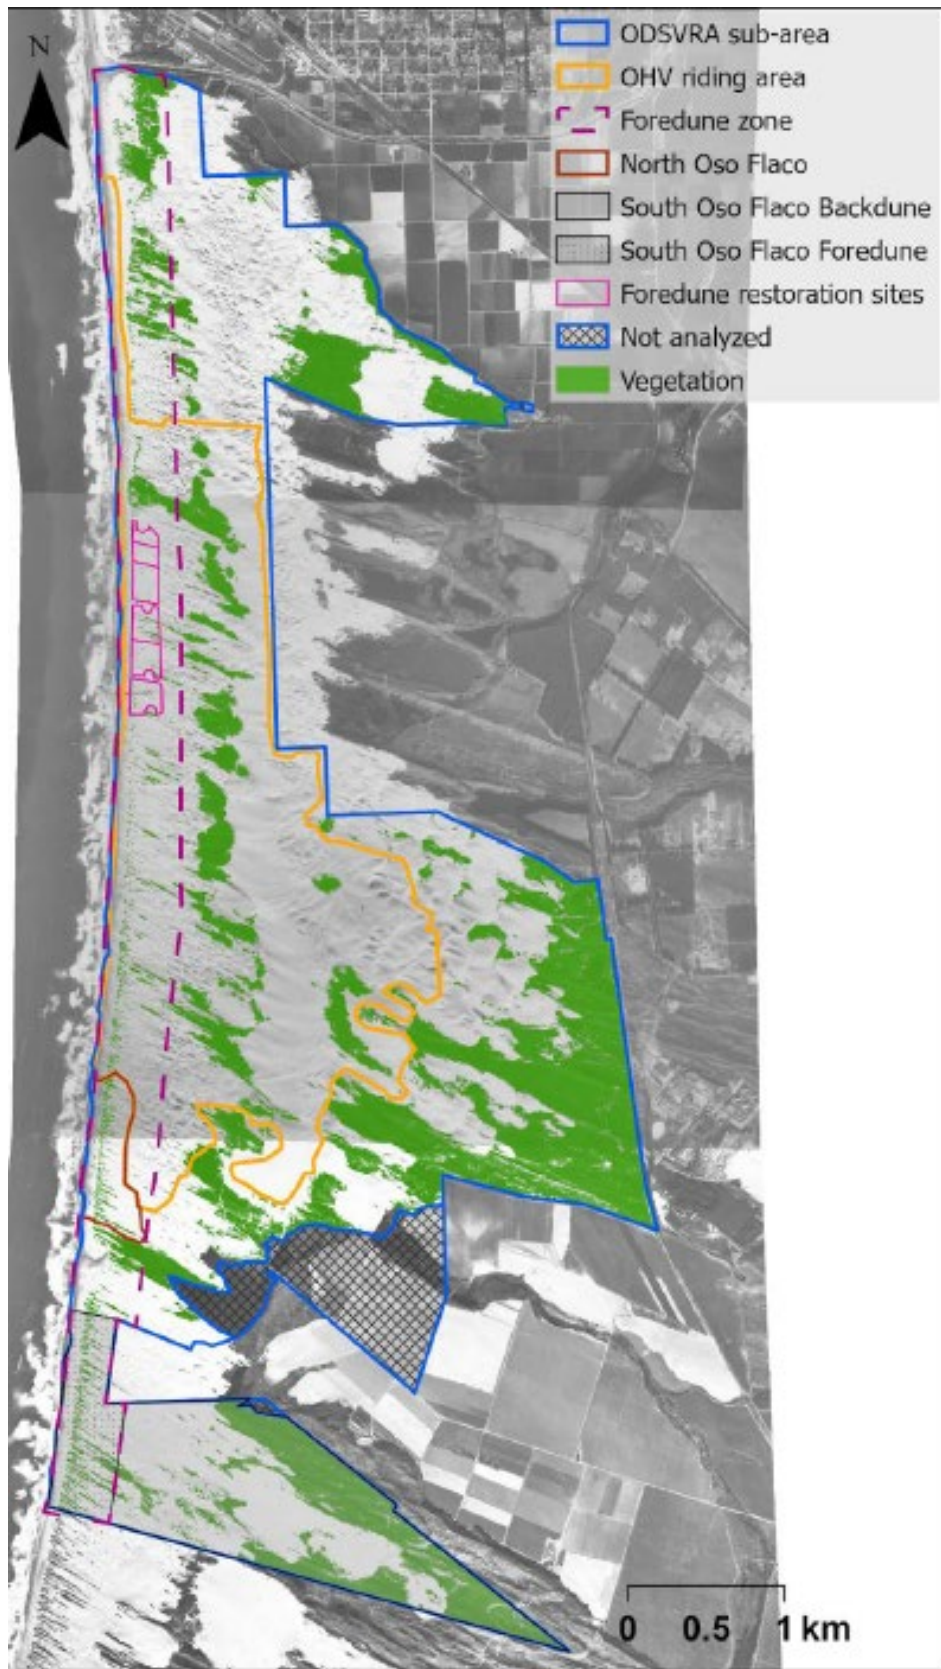 N
ODSVRA sub-area
OHV riding area
Foredune zone
North Oso Flaco
South Oso Flaco Backdune
South Oso Flaco Foredune
Foredune restoration sites
Not analyzed
Vegetation
0 0.5 1 km